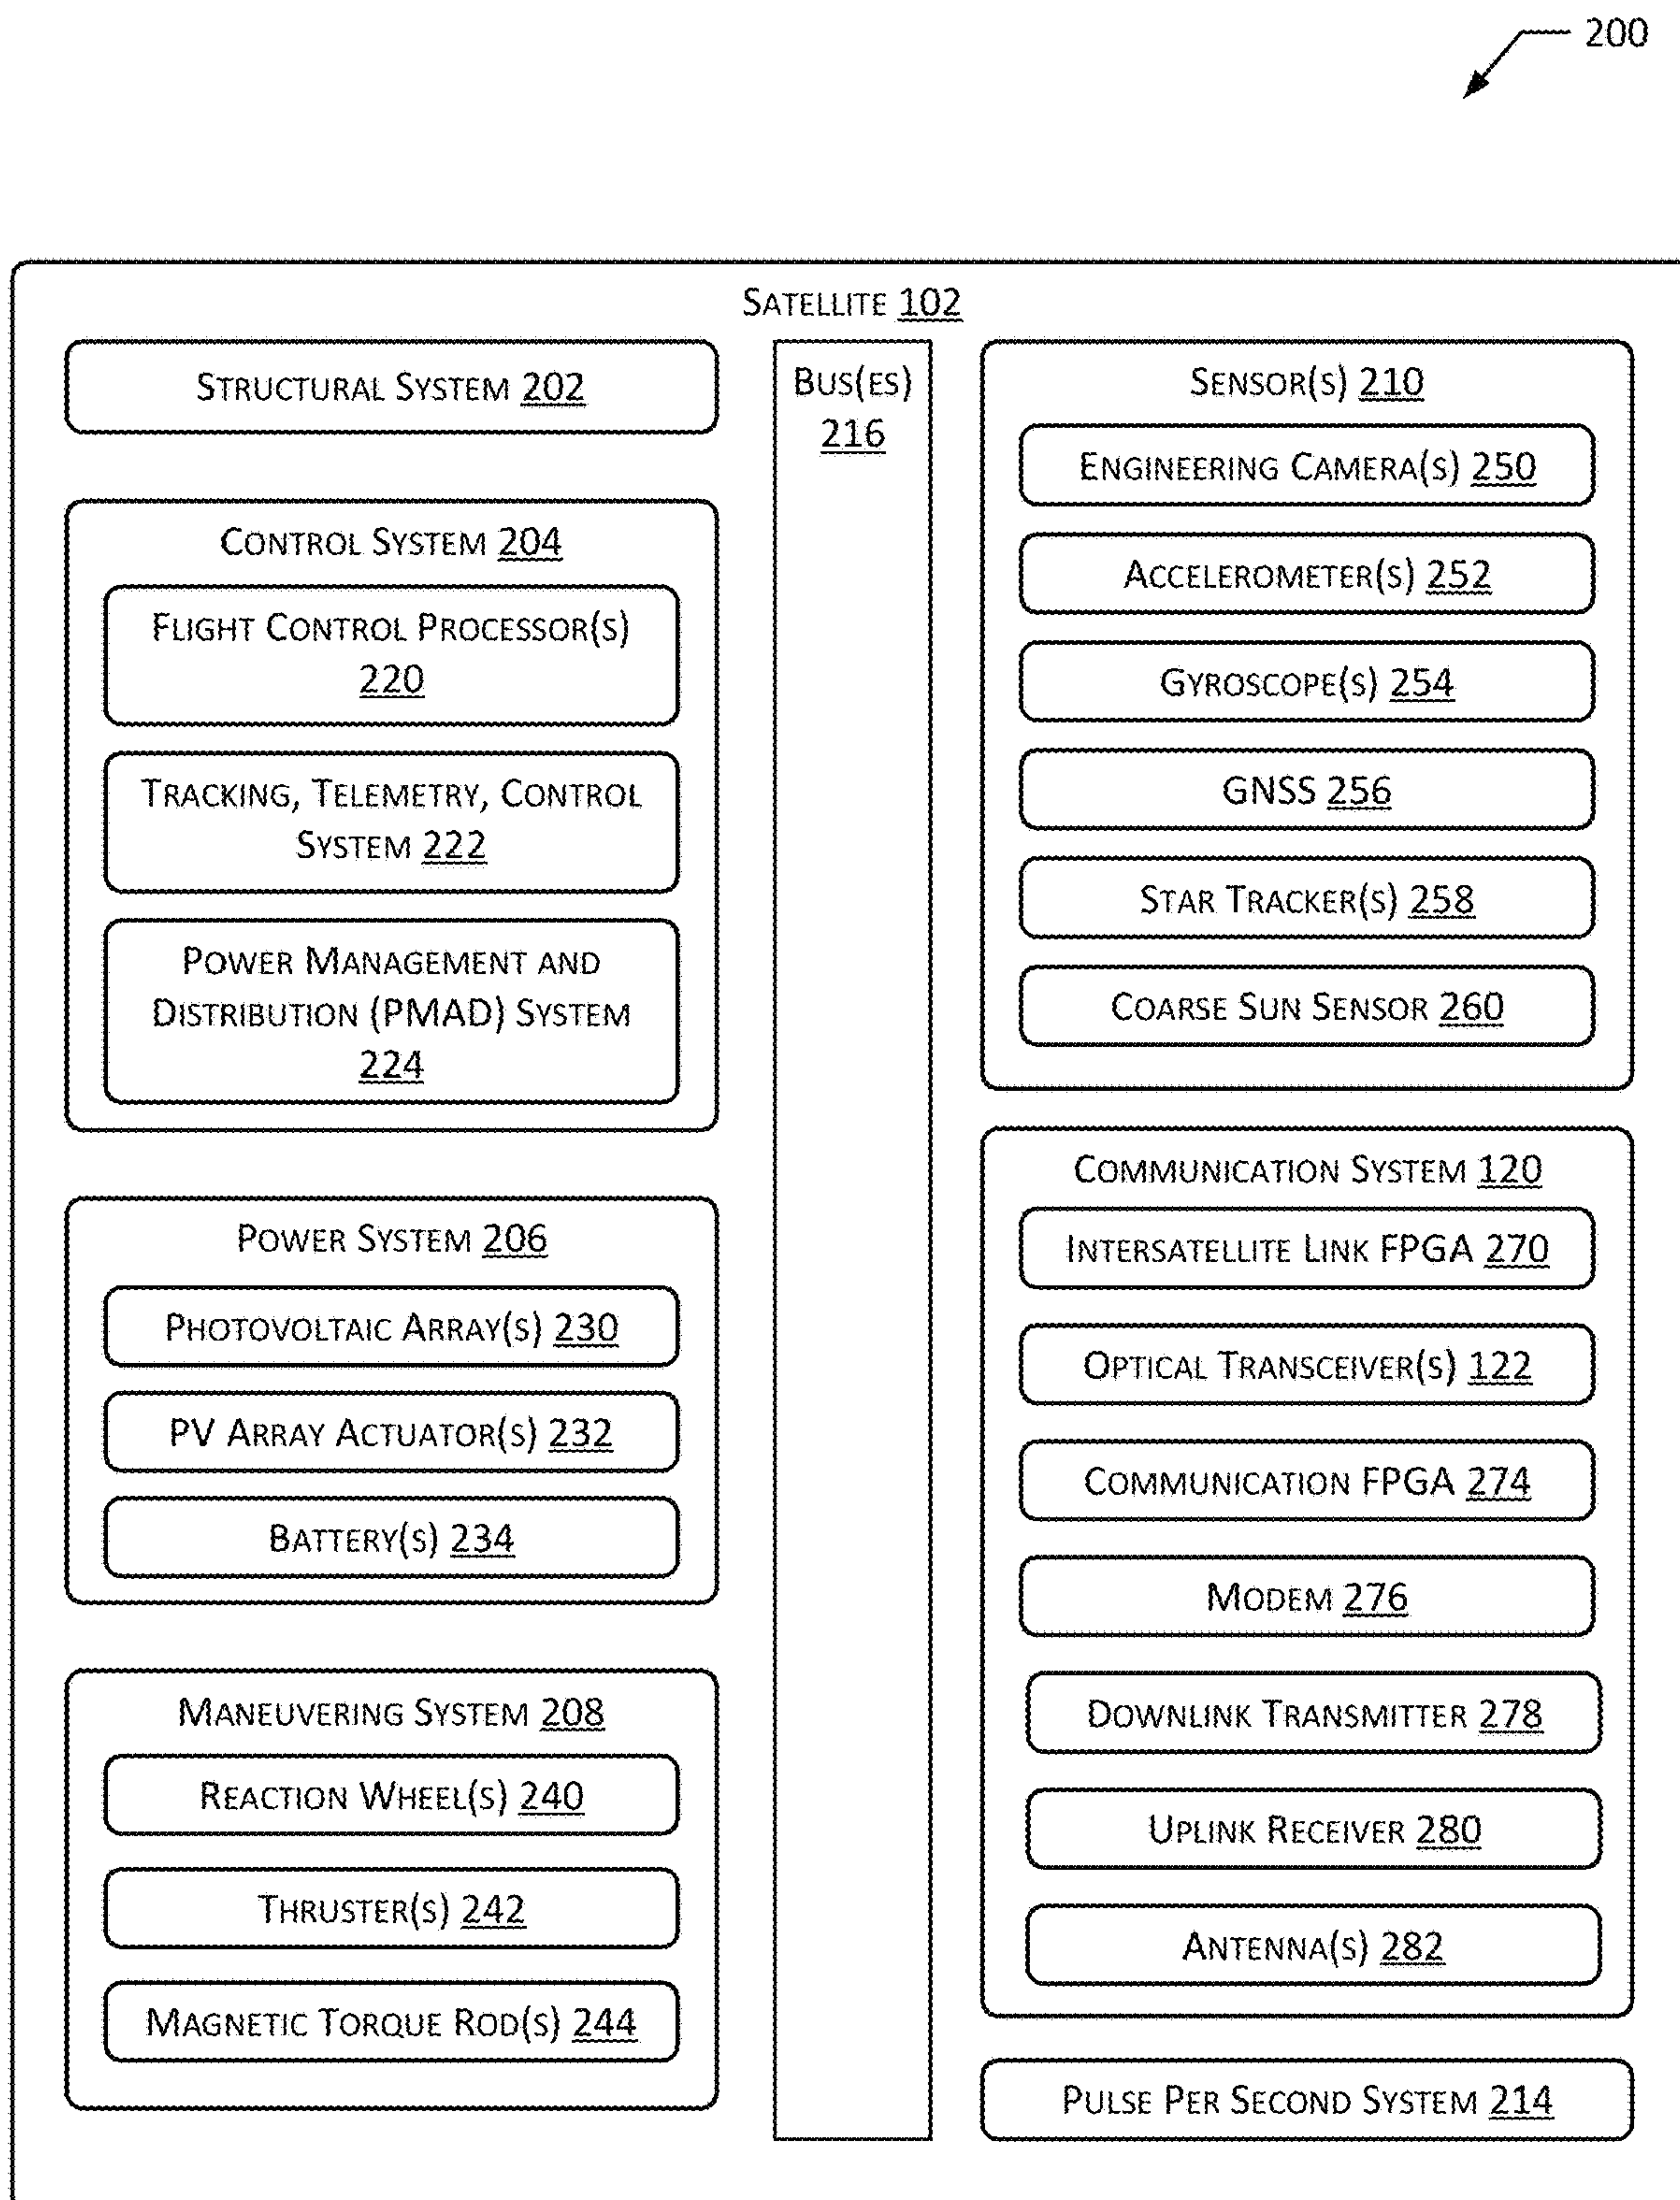 200
Satellite 102
Structural System 202
Control System 204
Flight Control Processor(s)
220
Tracking, Telemetry, Control
System 222
Power Management and
Distribution (PMAD) System
224
Power System 206
Photovoltaic Array(s) 230
PV Array Actuator(s) 232
Battery(s) 234
Maneuvering System 208
Reaction Wheel(s) 240
Thruster(s) 242
Magnetic Torque Rod(s) 244
Bus(es)
216
Sensor(s) 210
Engineering Camera(s) 250
Accelerometer(s) 252
Gyroscope(s) 254
GNSS 256
Star Tracker(s) 258
Coarse Sun Sensor 260
Communication System 120
Intersatellite Link FPGA 270
Optical Transceiver(s) 122
Communication FPGA 274
Modem 276
Downlink Transmitter 278
Uplink Receiver 280
Antenna(s) 282
Pulse Per Second System 214